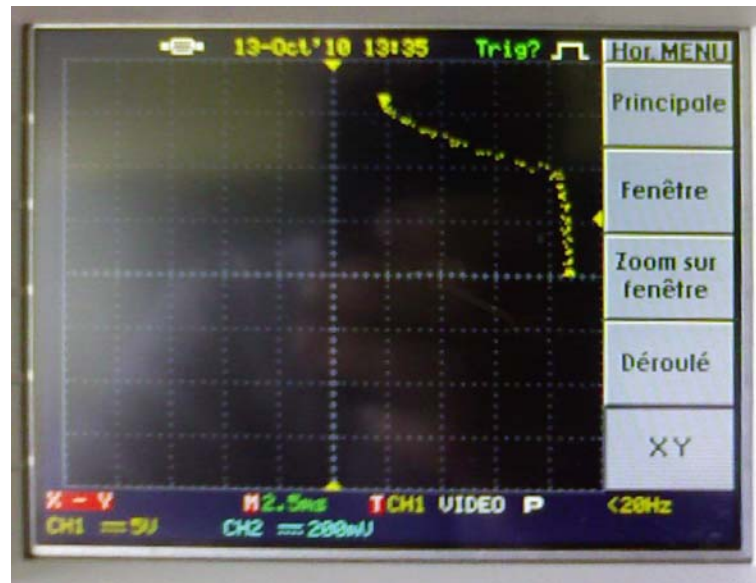 13-Oct'10 13:35 Trig?
Hor. MENU
Principale
Fenêtre
Zoom sur
fenêtre
Déroulé
X Y
X - Y M 2.5ms T CH1 VIDEO P <20Hz
CH1 5V CH2 200mV